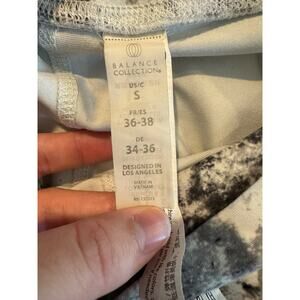 BALANCE
COLLECTION®
US/C
S
FR/ES
36-38
DE
34-36
DESIGNED IN
LOS ANGELES
MADE IN
VIETNAM